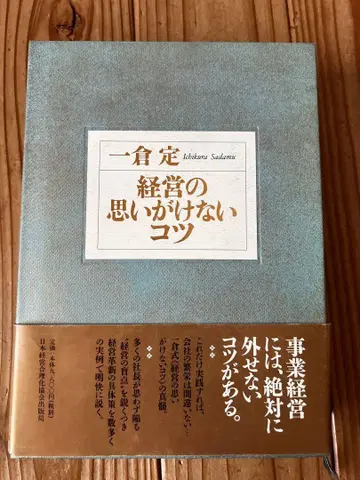 一倉 定 Ichikura Sadamu
経営の
思いがけない
コツ
事業経営
には、絶対に
外せない
コツがある。
これだけ実践すれば、
会社の繁栄は間違いない…
一倉式〈経営の思い
がけないコツ〉の真髄。
多くの社長が思わず陥る
“経営の盲点”を鋭くつき
経営革新の具体策を数多く
の実例で明快に説く。
日本経営合理化協会出版局